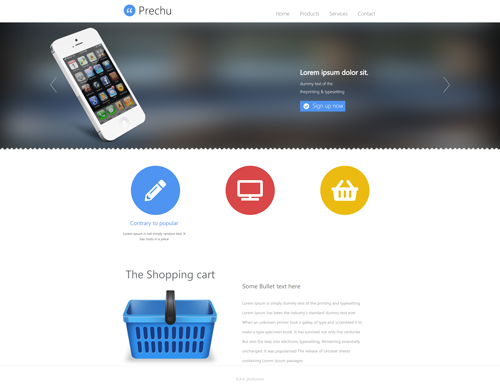 Prechu
Home Products Services Contact
Lorem ipsum dolor sit.
dummy text of the
theprinting & typesetting
Sign up now
Contrary to popular
Lorem ipsum is not simply random text. It
has roots in a piece
The Shopping cart
Some Bullet text here
Lorem Ipsum is simply dummy text of the printing and typesetting
Lorem Ipsum has been the industry's standard dummy text ever
When an unknown printer took a galley of type and scrambled it to
make a type specimen book. It has survived not only five centuries
But also the leap into electronic typesetting, Remaining essentially
unchanged. It was popularised The release of Letraset sheets
containing Lorem Ipsum passages